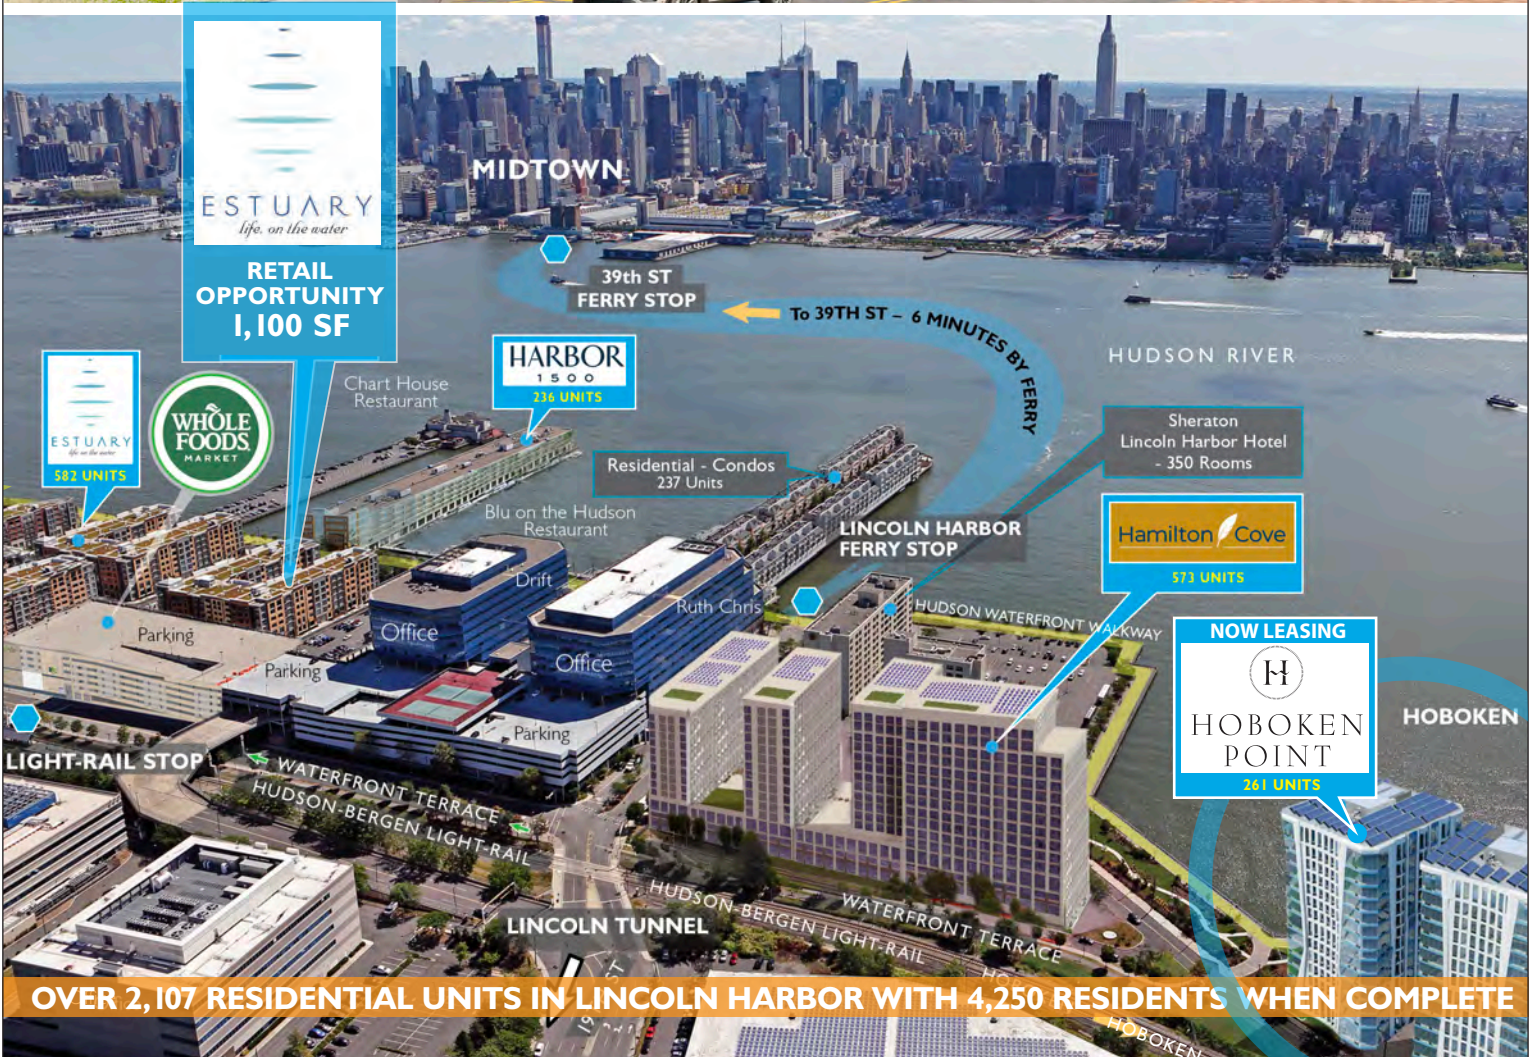 ESTUARY
life. on the water
RETAIL
OPPORTUNITY
1,100 SF
MIDTOWN
39th ST
FERRY STOP
To 39TH ST – 6 MINUTES BY FERRY
HUDSON RIVER
ESTUARY
life on the water
582 UNITS
WHOLE
FOODS
MARKET
Chart House
Restaurant
HARBOR
1500
236 UNITS
Residential - Condos
237 Units
Sheraton
Lincoln Harbor Hotel
- 350 Rooms
Blu on the Hudson
Restaurant
LINCOLN HARBOR
FERRY STOP
Hamilton Cove
573 UNITS
Drift
Ruth Chris
HUDSON WATERFRONT WALKWAY
Parking
Office
Office
Parking
Parking
NOW LEASING
H
HOBOKEN
POINT
261 UNITS
HOBOKEN
LIGHT-RAIL STOP
WATERFRONT TERRACE
HUDSON-BERGEN LIGHT-RAIL
HUDSON-BERGEN LIGHT-RAIL
WATERFRONT TERRACE
LINCOLN TUNNEL
OVER 2,107 RESIDENTIAL UNITS IN LINCOLN HARBOR WITH 4,250 RESIDENTS WHEN COMPLETE
HOBOKEN